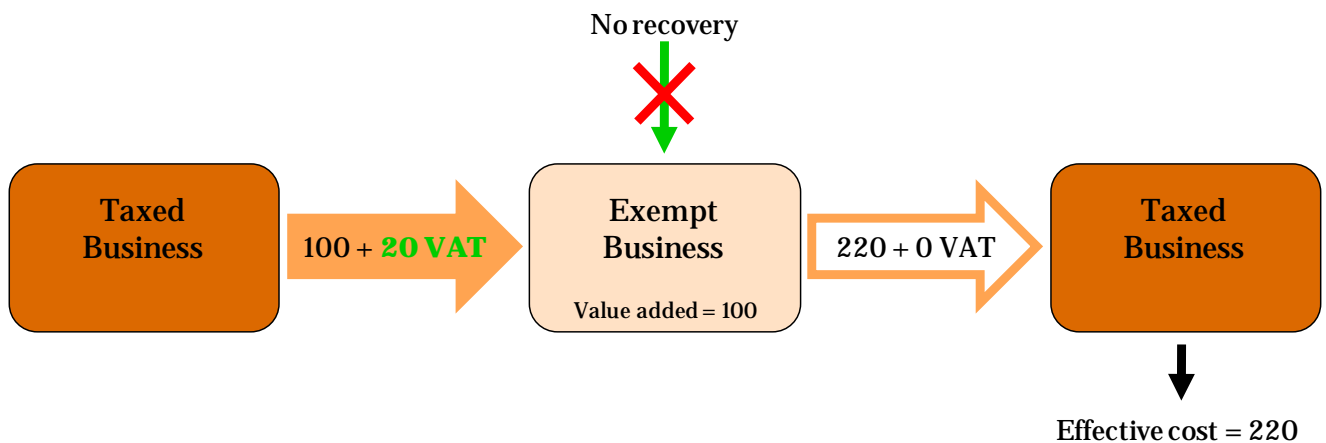 No recovery
Taxed
Business
100 + 20 VAT
Exempt
Business
Value added = 100
220 + 0 VAT
Taxed
Business
Effective cost = 220